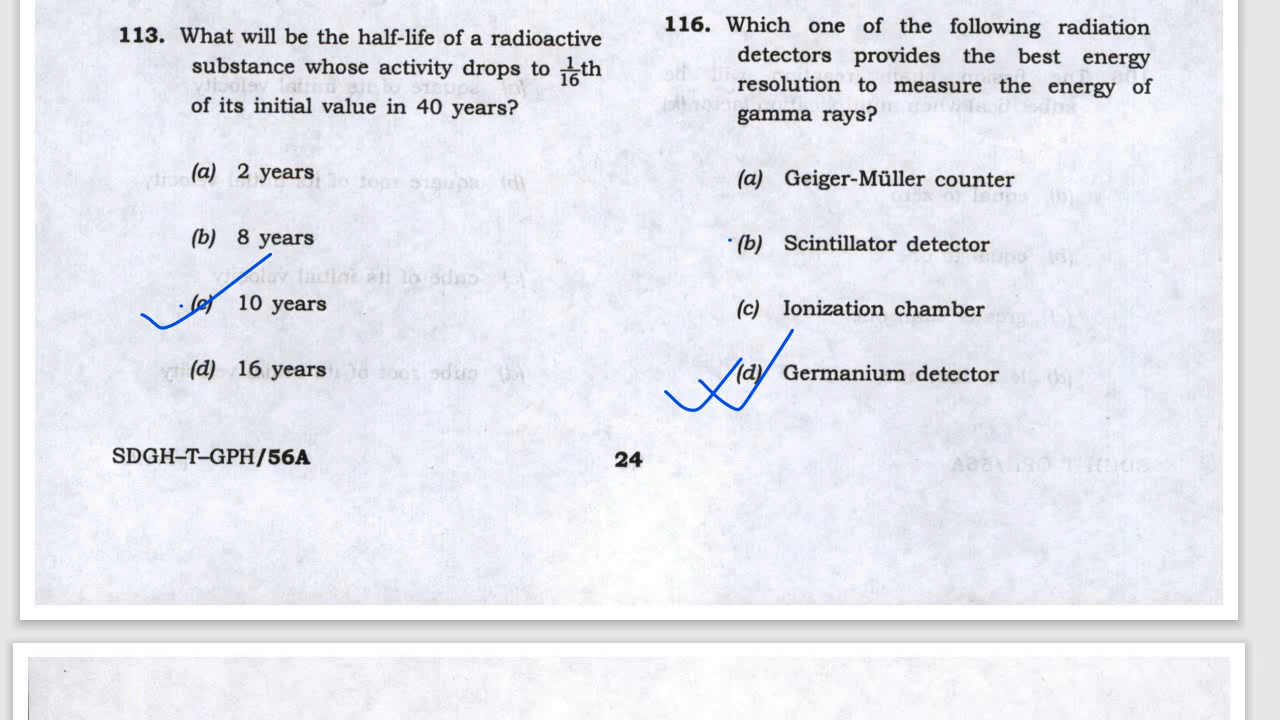 113. What will be the half-life of a radioactive
substance whose activity drops to 1/16 th
of its initial value in 40 years?
(a) 2 years
(b) 8 years
(c) 10 years
(d) 16 years
SDGH–T–GPH/56A
24
116. Which one of the following radiation
detectors provides the best energy
resolution to measure the energy of
gamma rays?
(a) Geiger-Müller counter
(b) Scintillator detector
(c) Ionization chamber
(d) Germanium detector